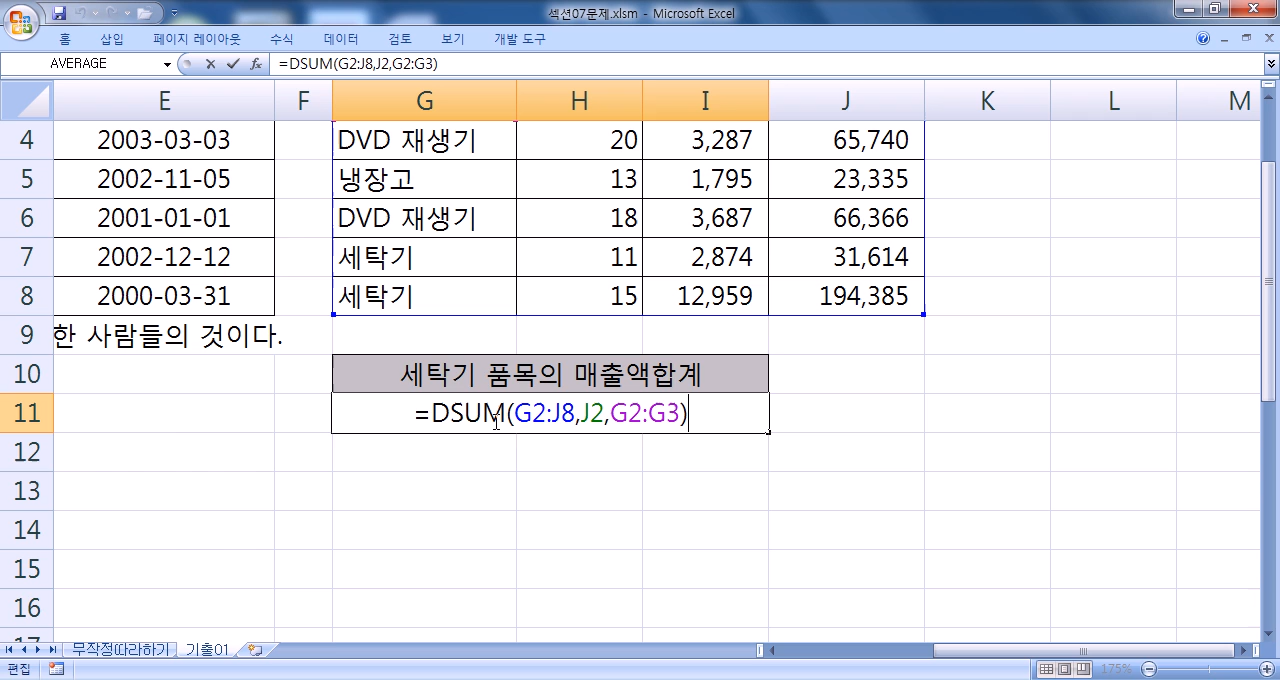 섹션07문제.xlsm - Microsoft Excel
홈 삽입 페이지 레이아웃 수식 데이터 검토 보기 개발 도구
AVERAGE =DSUM(G2:J8,J2,G2:G3)
E F G H I J K L M
4 2003-03-03 DVD 재생기 20 3,287 65,740
5 2002-11-05 냉장고 13 1,795 23,335
6 2001-01-01 DVD 재생기 18 3,687 66,366
7 2002-12-12 세탁기 11 2,874 31,614
8 2000-03-31 세탁기 15 12,959 194,385
9 한 사람들의 것이다.
10 세탁기 품목의 매출액합계
11 =DSUM(G2:J8,J2,G2:G3)
12
13
14
15
16
17
무작정따라하기 기출01
편집 175%